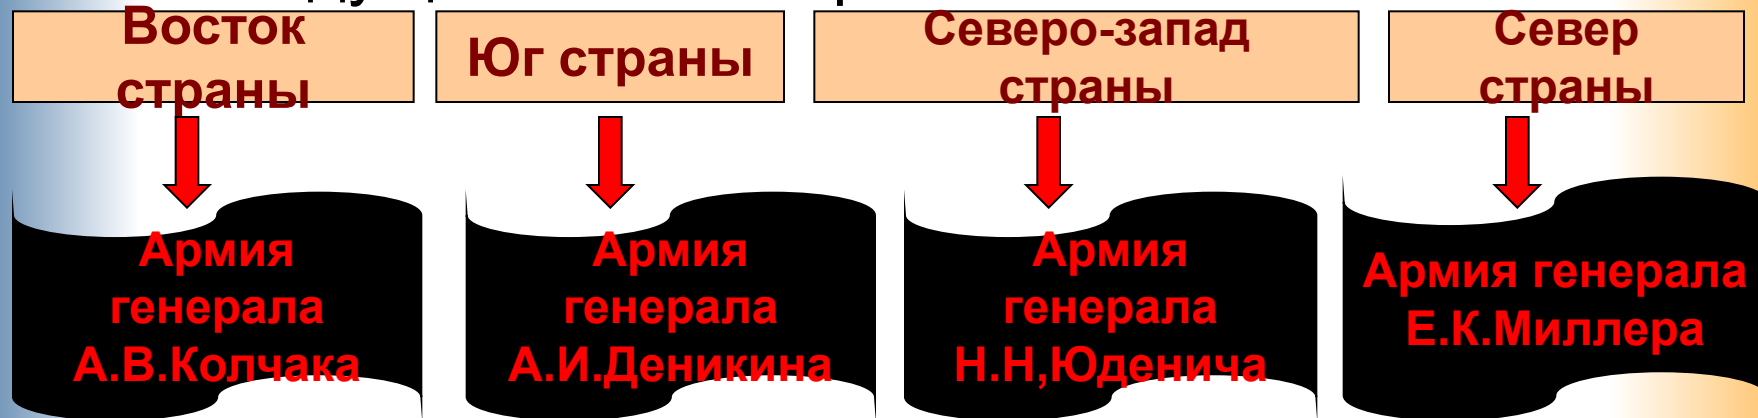 Восток
страны
Юг страны
Северо-запад
страны
Север
страны
Армия
генерала
А.В.Колчака
Армия
генерала
А.И.Деникина
Армия
генерала
Н.Н,Юденича
Армия генерала
Е.К.Миллера